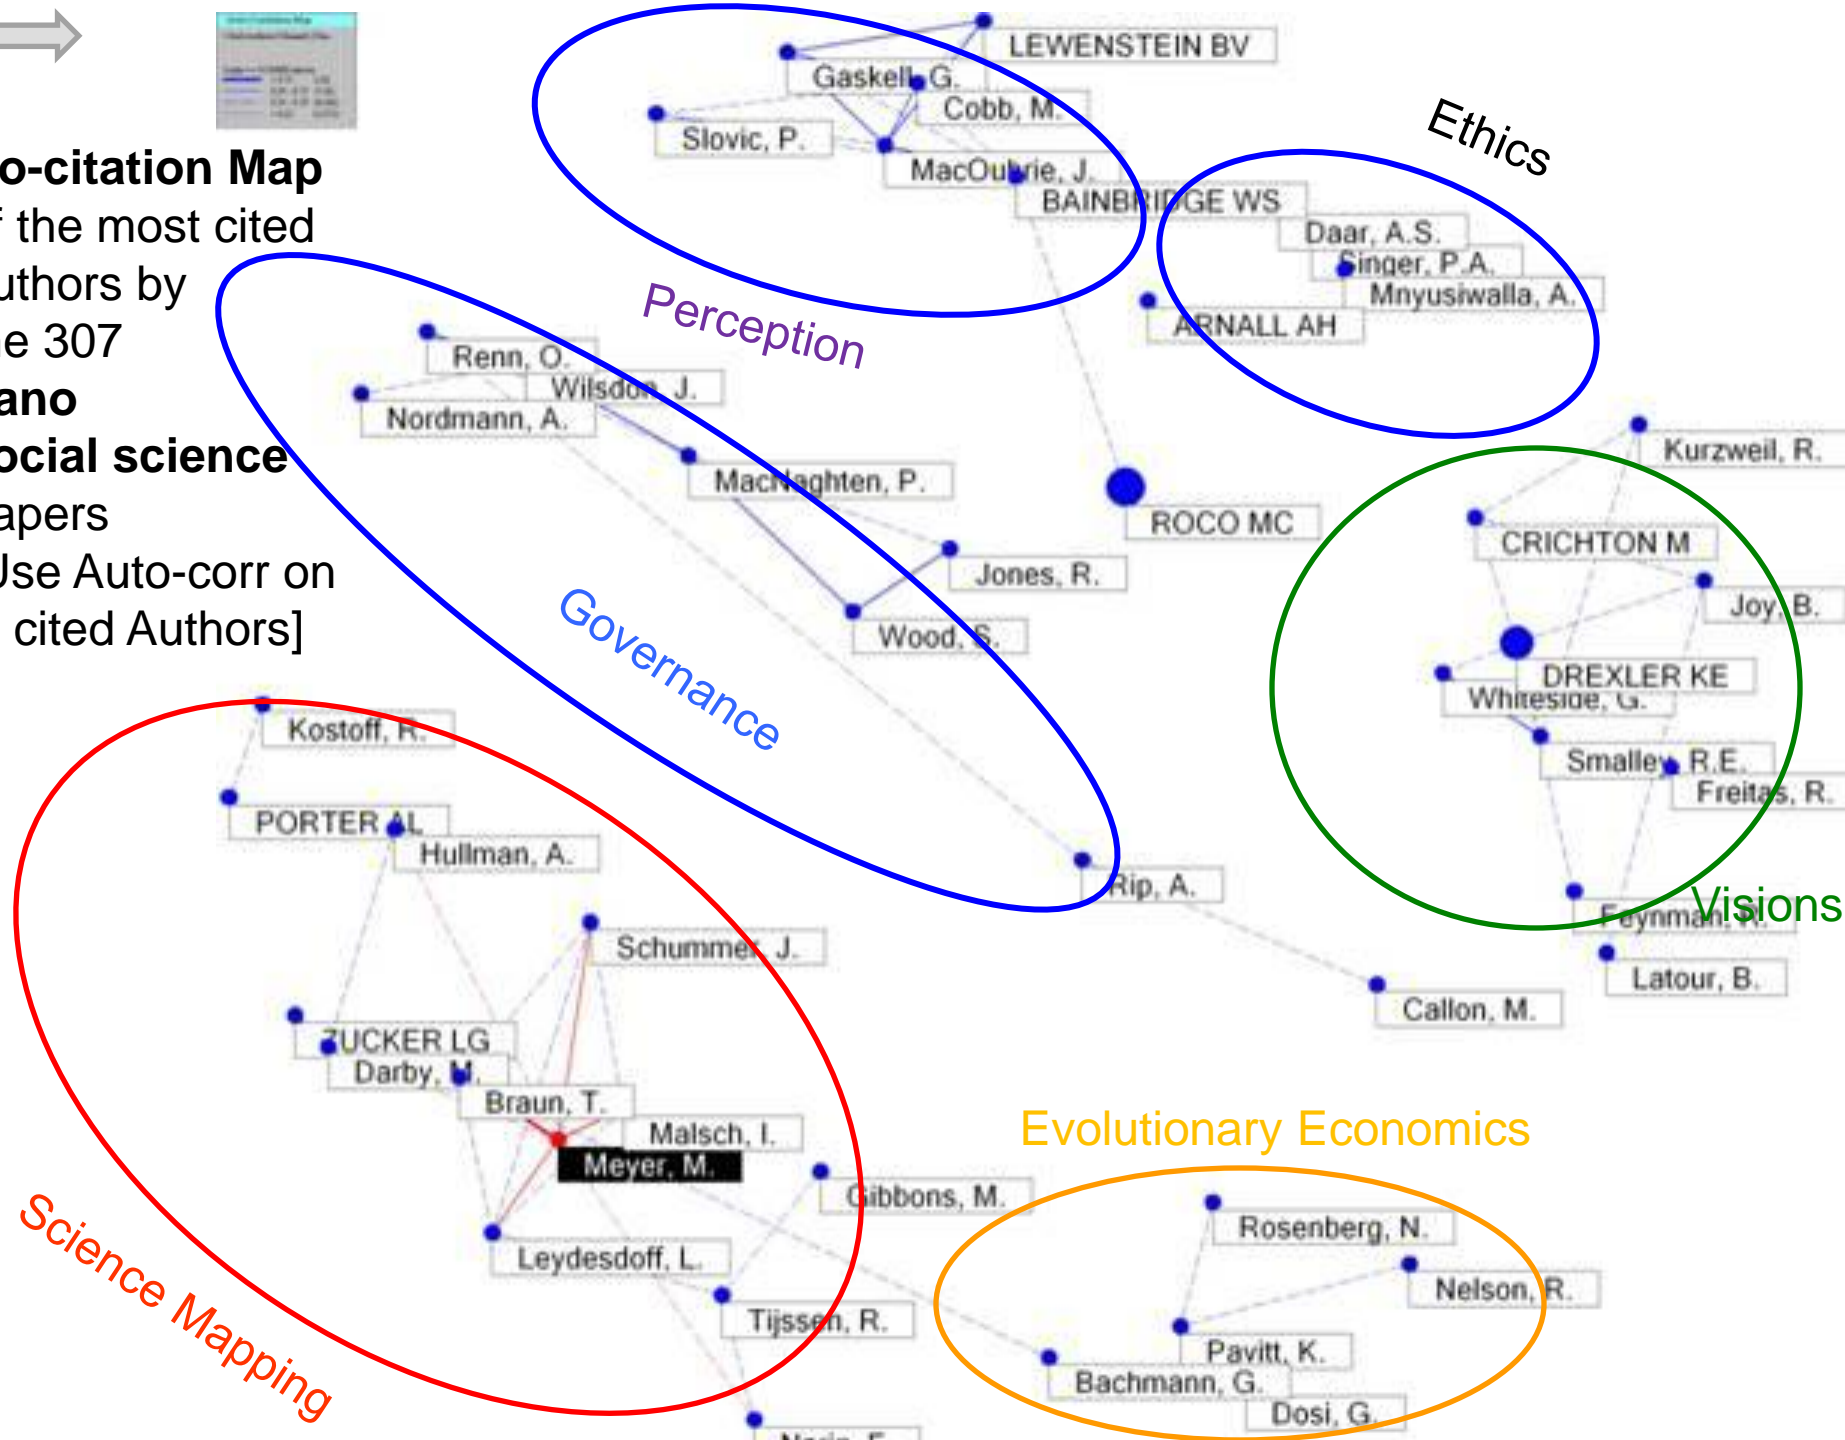 o-citation Map
f the most cited
uthors by
ne 307
ano
ocial science
apers
Use Auto-corr on
cited Authors]
LEWENSTEIN BV
Gaskell, G.
Cobb, M.
Slovic, P.
MacOubrie, J.
BAINBRIDGE WS
Ethics
Daar, A.S.
Singer, P.A.
Mnyusiwalla, A.
ARNALL AH
Perception
Renn, O.
Wilsdon, J.
Nordmann, A.
MacNaghten, P.
ROCO MC
Jones, R.
Wood, S.
Governance
Rip, A.
Callon, M.
Kurzweil, R.
CRICHTON M
Joy, B.
DREXLER KE
Whiteside, G.
Smalley, R.E.
Freitas, R.
Visions
Feynman, R.
Latour, B.
Kostoff, R.
PORTER AL
Hullman, A.
Schummer, J.
ZUCKER LG
Darby, M.
Braun, T.
Malsch, I.
Meyer, M.
Gibbons, M.
Leydesdoff, L.
Tijssen, R.
Science Mapping
Evolutionary Economics
Rosenberg, N.
Nelson, R.
Pavitt, K.
Bachmann, G.
Dosi, G.